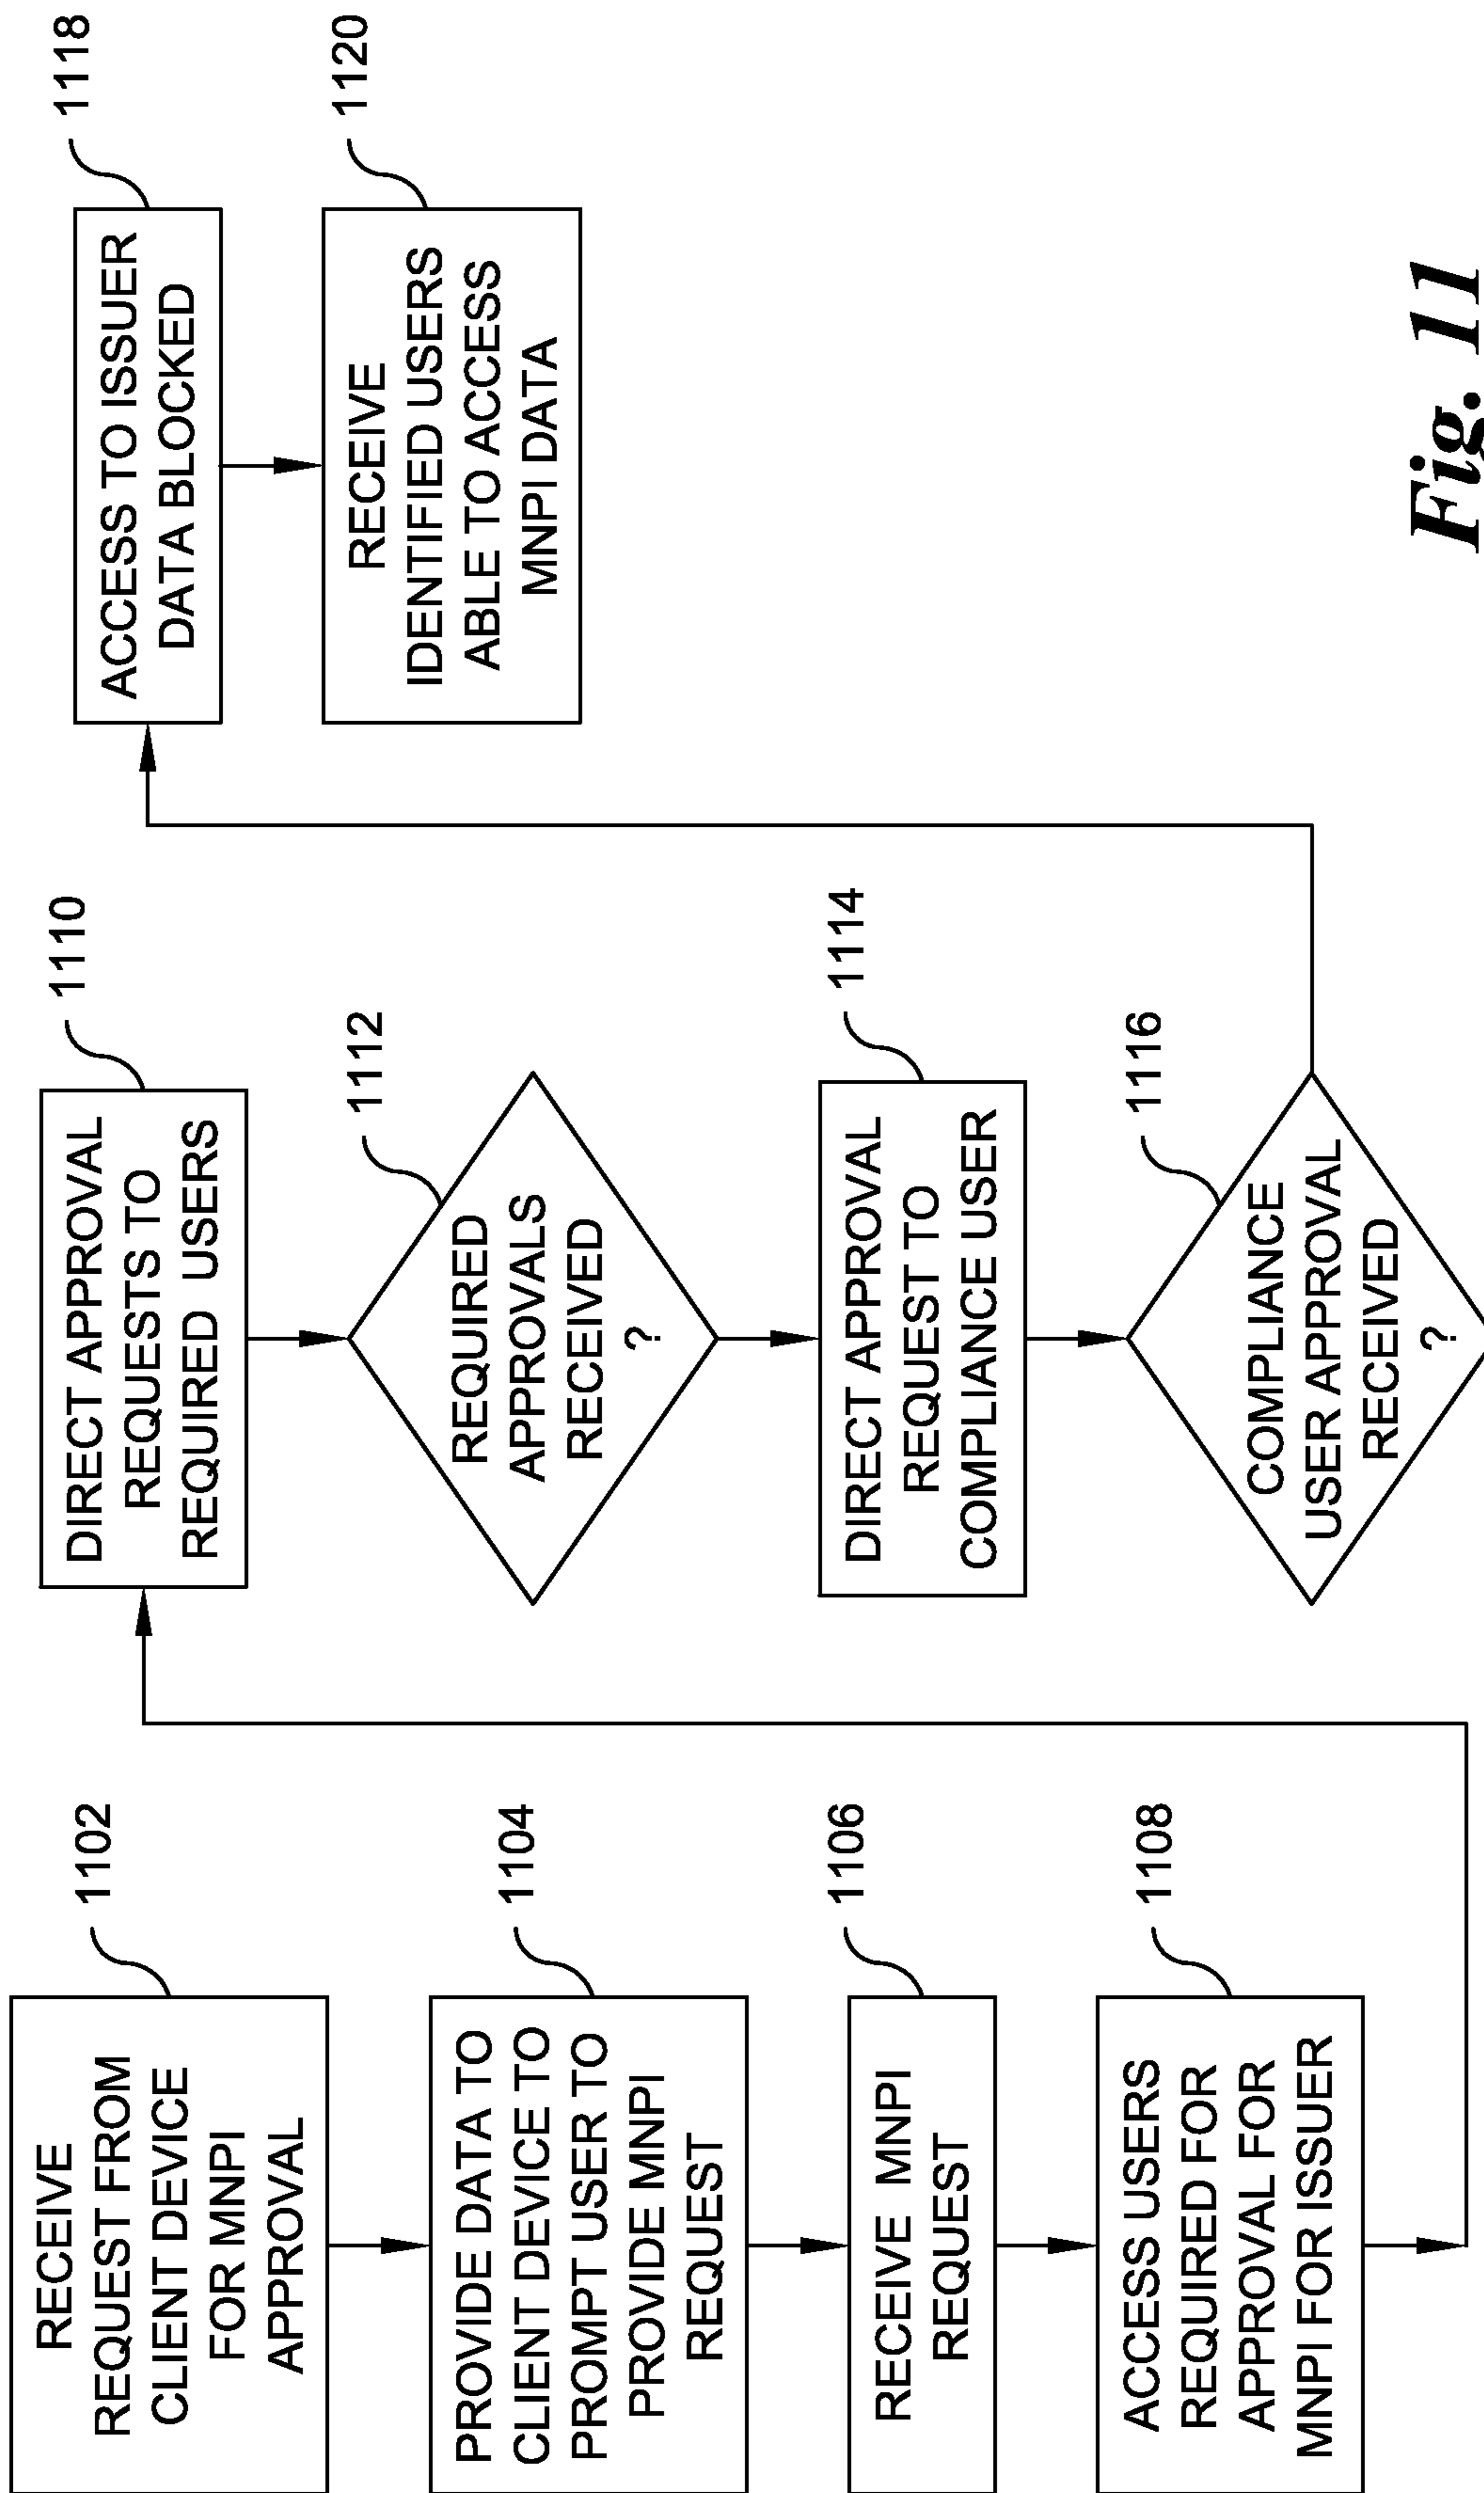 RECEIVE
REQUEST FROM
CLIENT DEVICE
FOR MNPI
APPROVAL
1102
PROVIDE DATA TO
CLIENT DEVICE TO
PROMPT USER TO
PROVIDE MNPI
REQUEST
1104
RECEIVE MNPI
REQUEST
1106
ACCESS USERS
REQUIRED FOR
APPROVAL FOR
MNPI FOR ISSUER
1108
DIRECT APPROVAL
REQUESTS TO
REQUIRED USERS
1110
REQUIRED
APPROVALS
RECEIVED
?
1112
DIRECT APPROVAL
REQUEST TO
COMPLIANCE USER
1114
COMPLIANCE
USER APPROVAL
RECEIVED
?
1116
ACCESS TO ISSUER
DATA BLOCKED
1118
RECEIVE
IDENTIFIED USERS
ABLE TO ACCESS
MNPI DATA
1120
Fig. 11